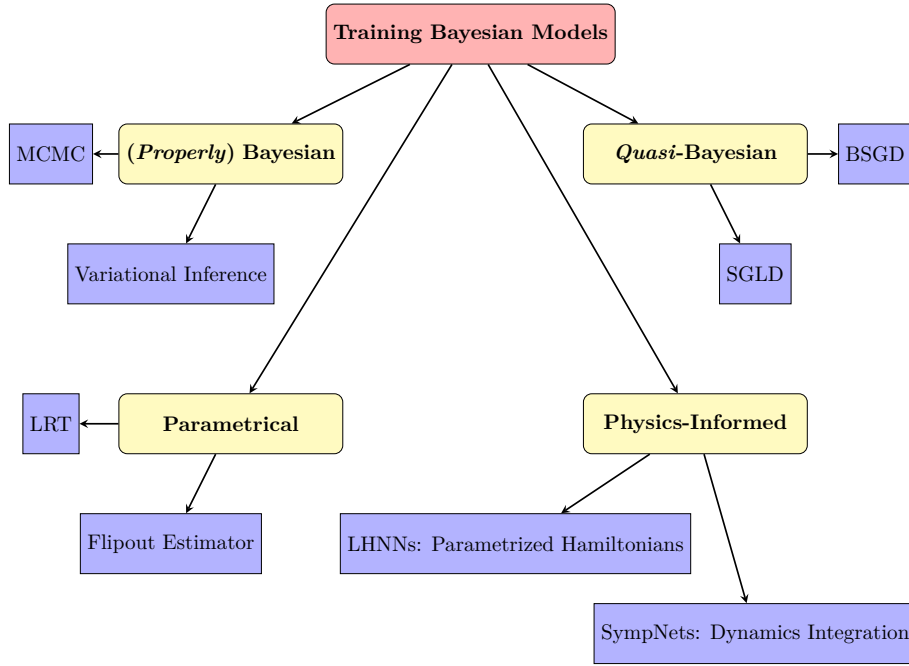 Training Bayesian Models
MCMC
(Properly) Bayesian
Quasi-Bayesian
BSGD
Variational Inference
SGLD
LRT
Parametrical
Physics-Informed
Flipout Estimator
LHNNs: Parametrized Hamiltonians
SympNets: Dynamics Integration